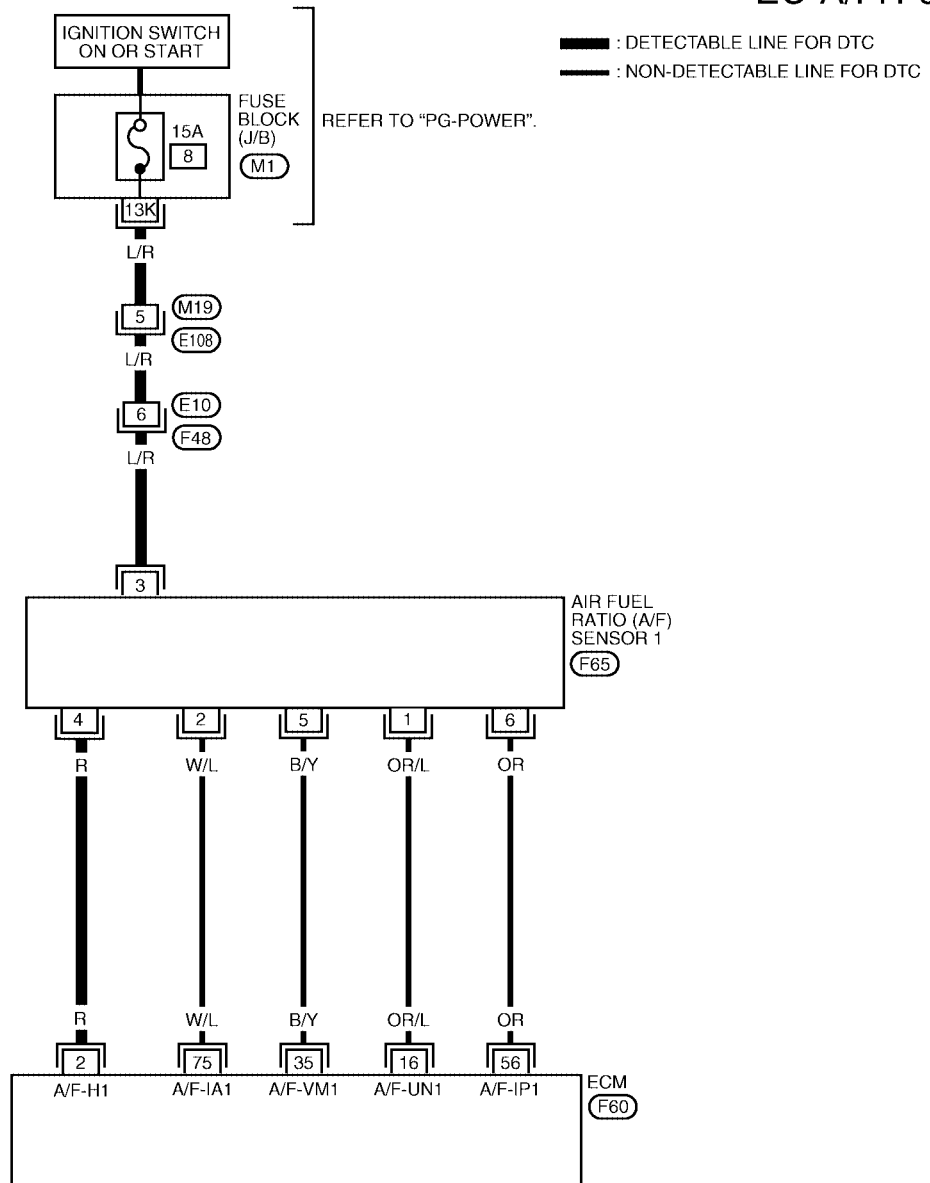 IGNITION SWITCH
ON OR START
: DETECTABLE LINE FOR DTC
: NON-DETECTABLE LINE FOR DTC
FUSE
BLOCK
(J/B)
M1
REFER TO “PG-POWER”.
15A
8
13K
L/R
5
M19
E108
L/R
6
E10
F48
L/R
3
AIR FUEL
RATIO (A/F)
SENSOR 1
F65
4 2 5 1 6
R W/L B/Y OR/L OR
R W/L B/Y OR/L OR
2 75 35 16 56
A/F-H1 A/F-IA1 A/F-VM1 A/F-UN1 A/F-IP1
ECM
F60